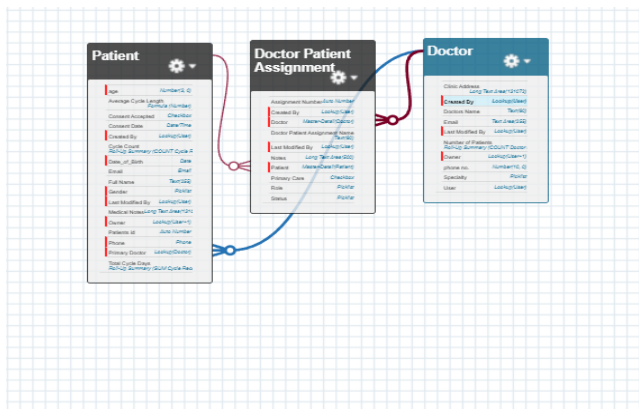 Patient
age Number(3, 0)
Average Cycle Length
Formula (Number)
Consent Accepted Checkbox
Consent Date Date/Time
Created By Lookup(User)
Cycle Count
Roll-Up Summary (COUNT Cycle R
Date_of_Birth Date
Email Email
Full Name
Gender Picklist
Last Modified By Lookup(User)
Medical Notes Long Text Area
Owner Lookup(User+1)
Patients Id Auto Number
Phone Phone
Primary Doctor Lookup(Doctor)
Total Cycle Days
Roll-Up Summary (SUM Cycle Rec
Doctor Patient
Assignment
Assignment Number Auto Number
Created By Lookup(User)
Doctor Master-Detail(Doctor)
Doctor Patient Assignment Name
Text(80)
Last Modified By Lookup(User)
Notes Long Text Area(500)
Patient Master-Detail(Patient)
Primary Care Checkbox
Role Picklist
Status Picklist
Doctor
Clinic Address
Long Text Area(131072)
Created By Lookup(User)
Doctors Name Text(80)
Email Text Area(255)
Last Modified By Lookup(User)
Number of Patients
Roll-Up Summary (COUNT Doctor
Owner Lookup(User+1)
phone no. Number(10, 0)
Specialty Picklist
User Lookup(User)